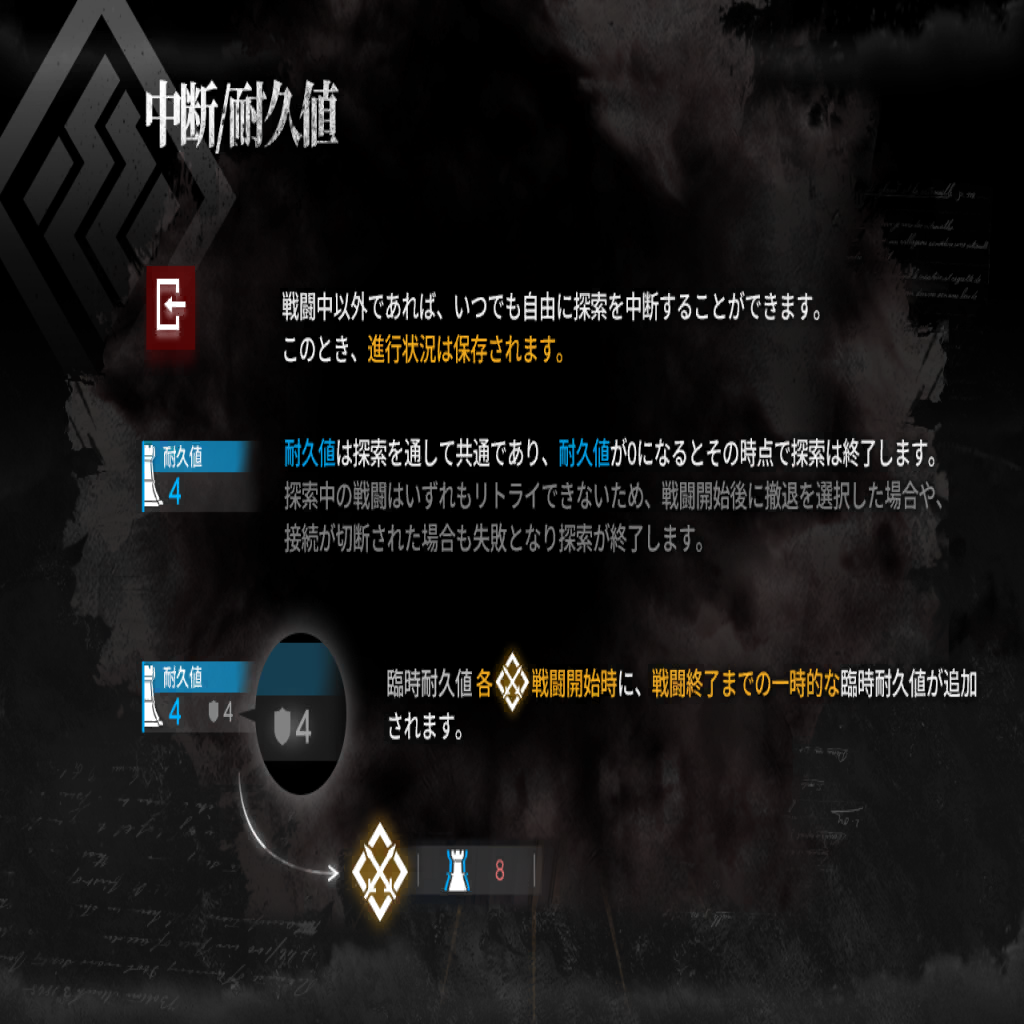 中断/耐久値
戦闘中以外であれば、いつでも自由に探索を中断することができます。
このとき、進行状況は保存されます。
耐久値
4
耐久値は探索を通して共通であり、耐久値が0になるとその時点で探索は終了します。
探索中の戦闘はいずれもリトライできないため、戦闘開始後に撤退を選択した場合や、
接続が切断された場合も失敗となり探索が終了します。
耐久値
4 4
4
臨時耐久値 各戦闘開始時に、戦闘終了までの一時的な臨時耐久値が追加
されます。
8